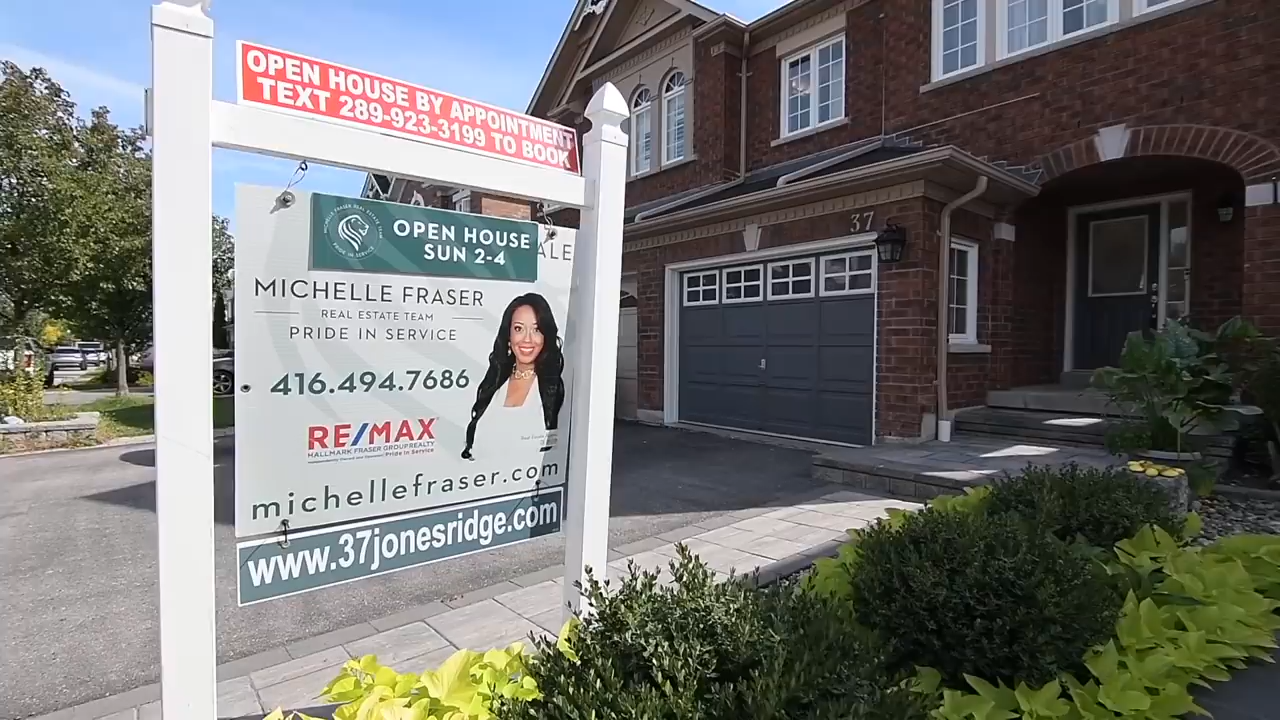 OPEN HOUSE BY APPOINTMENT
TEXT 289-923-3199 TO BOOK
OPEN HOUSE
SUN 2-4
MICHELLE FRASER
REAL ESTATE TEAM
PRIDE IN SERVICE
416.494.7686
RE/MAX
HALLMARK FRASER GROUP REALTY
michellefraser.com
www.37jonesridge.com
37